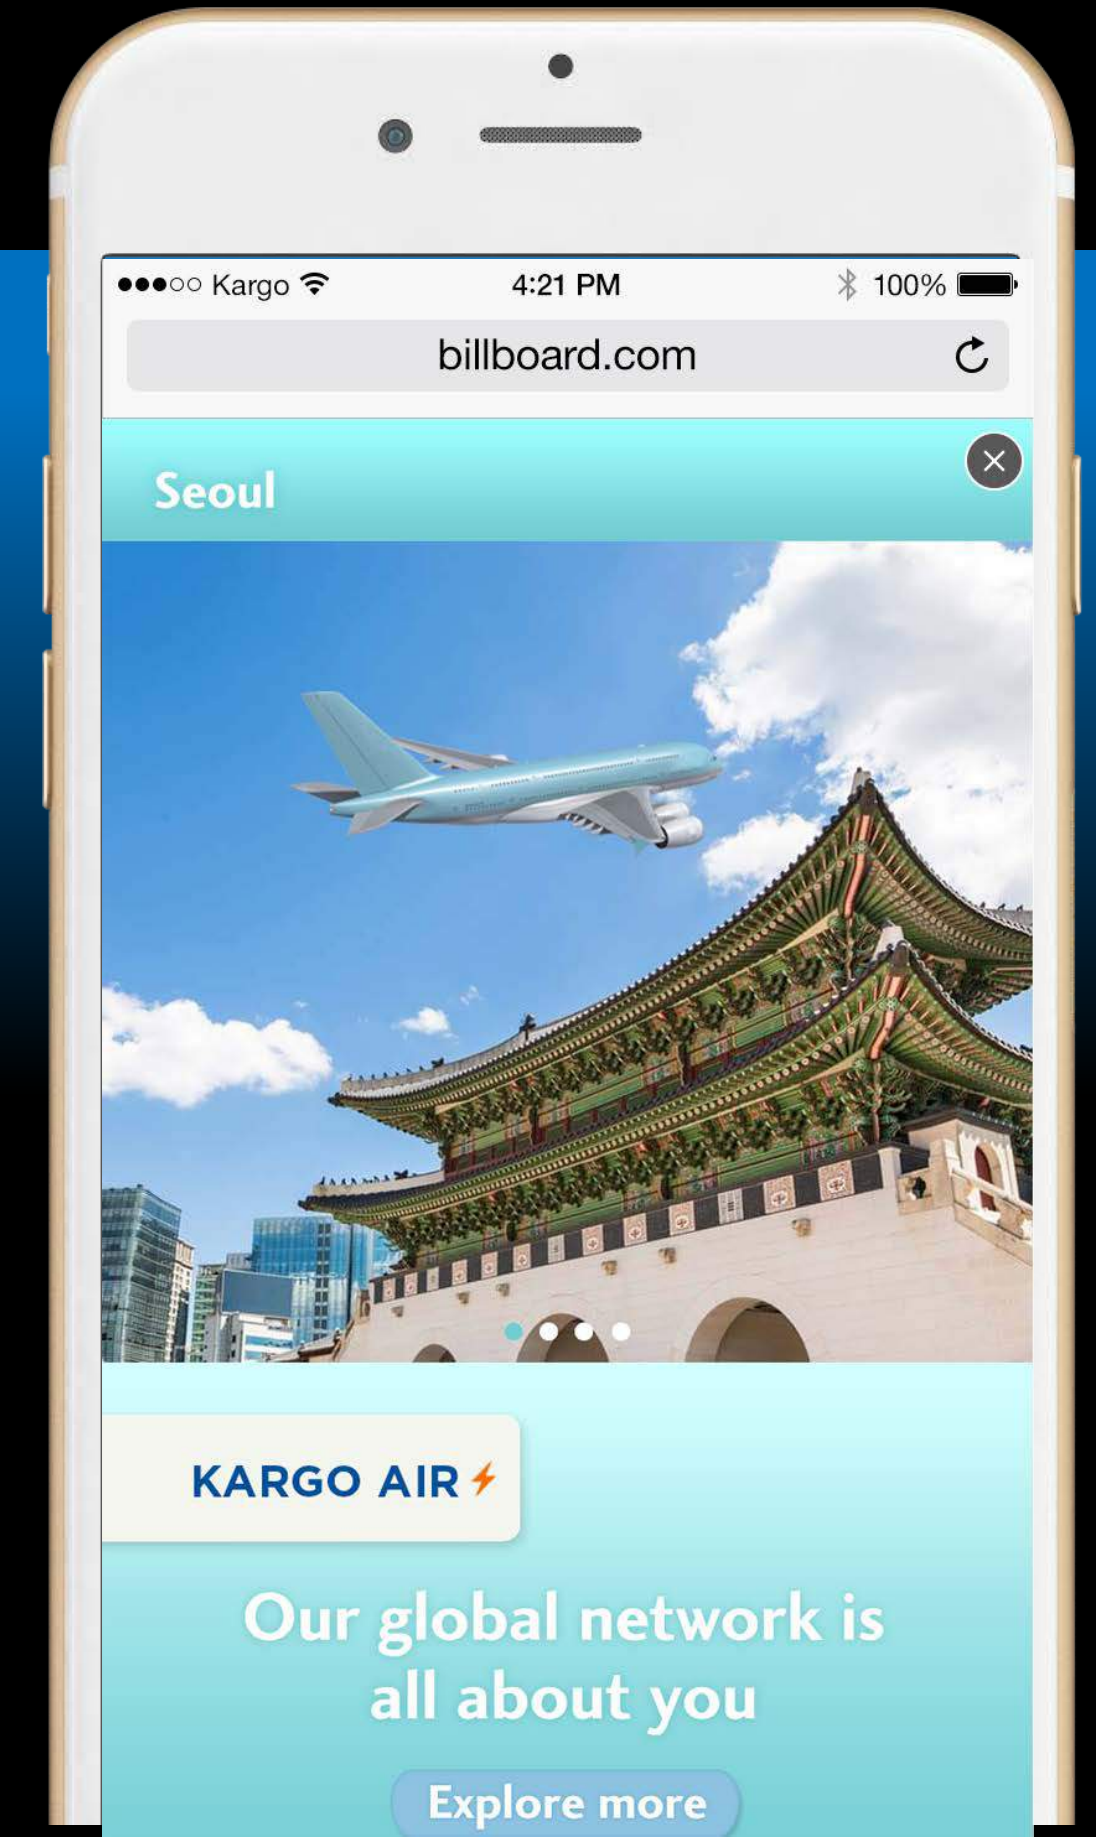 Kargo 4:21 PM 100%
billboard.com
Seoul
KARGO AIR
Our global network is
all about you
Explore more